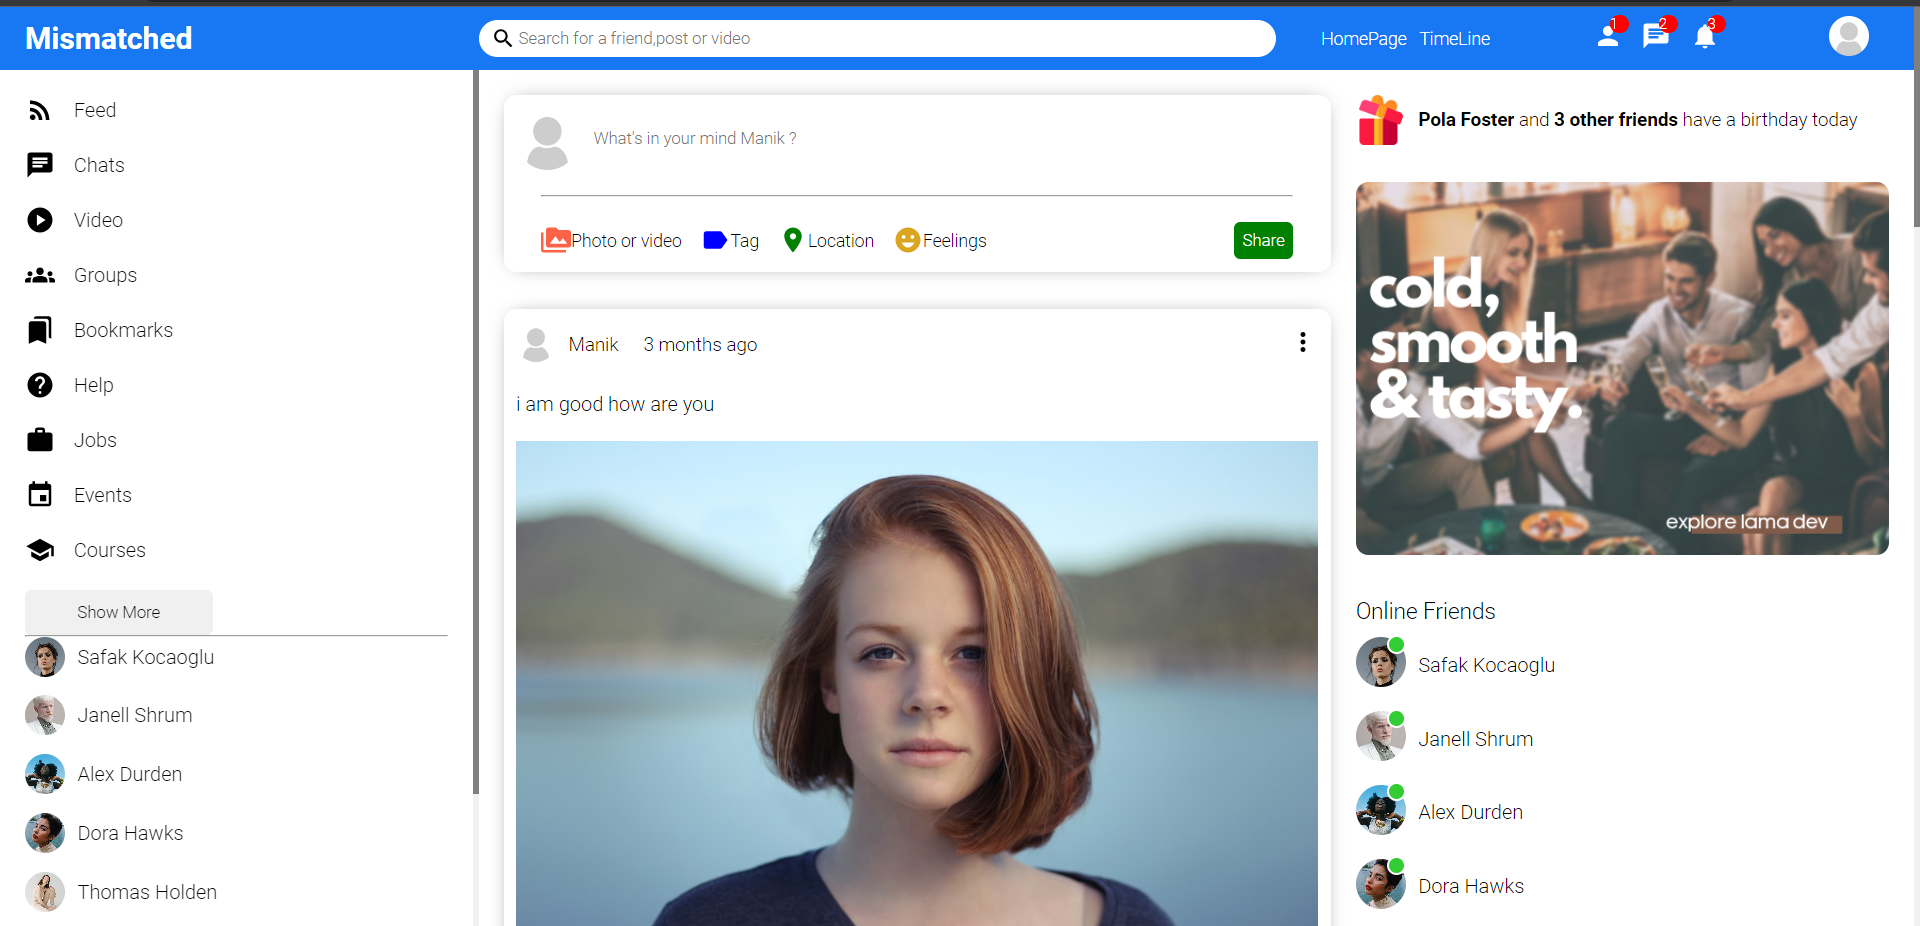 Mismatched
Search for a friend,post or video
HomePage TimeLine
1
2
3
Feed
Chats
Video
Groups
Bookmarks
Help
Jobs
Events
Courses
Show More
Safak Kocaoglu
Janell Shrum
Alex Durden
Dora Hawks
Thomas Holden
What's in your mind Manik ?
Photo or video Tag Location Feelings Share
Manik 3 months ago
i am good how are you
Pola Foster and 3 other friends have a birthday today
cold,
smooth
& tasty.
explore lama dev
Online Friends
Safak Kocaoglu
Janell Shrum
Alex Durden
Dora Hawks